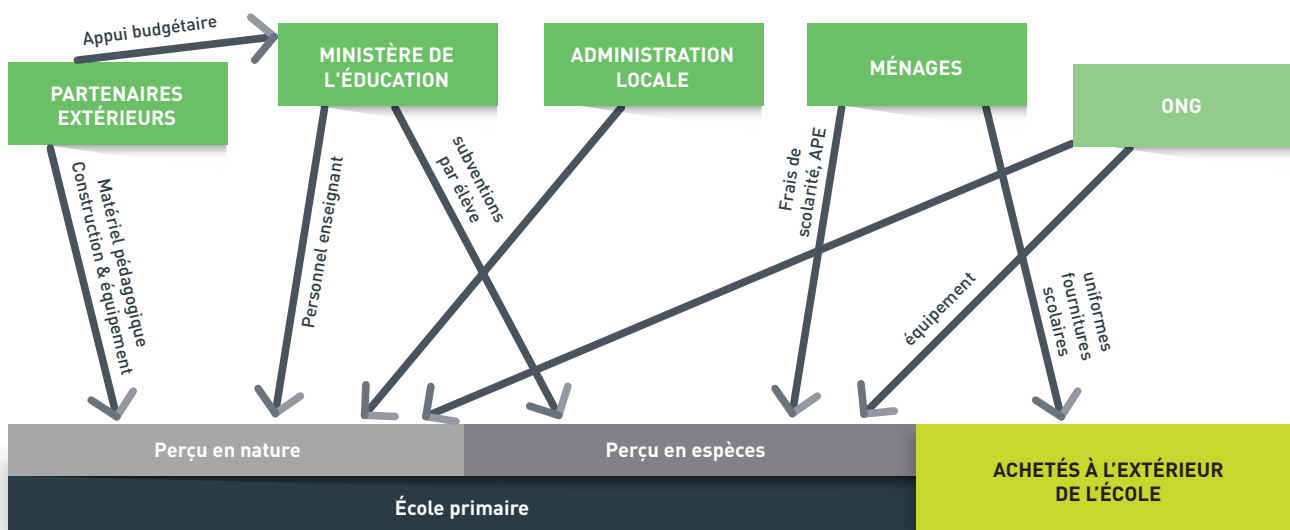 Appui budgétaire
PARTENAIRES
EXTÉRIEURS
MINISTÈRE DE
L'ÉDUCATION
ADMINISTRATION
LOCALE
MÉNAGES
ONG
Matériel pédagogique
Construction & équipement
Personnel enseignant
subventions
par élève
Frais de
scolarité, APE
équipement
uniformes
fournitures
scolaires
Perçu en nature
Perçu en espèces
École primaire
ACHETÉS À L’EXTÉRIEUR
DE L’ÉCOLE